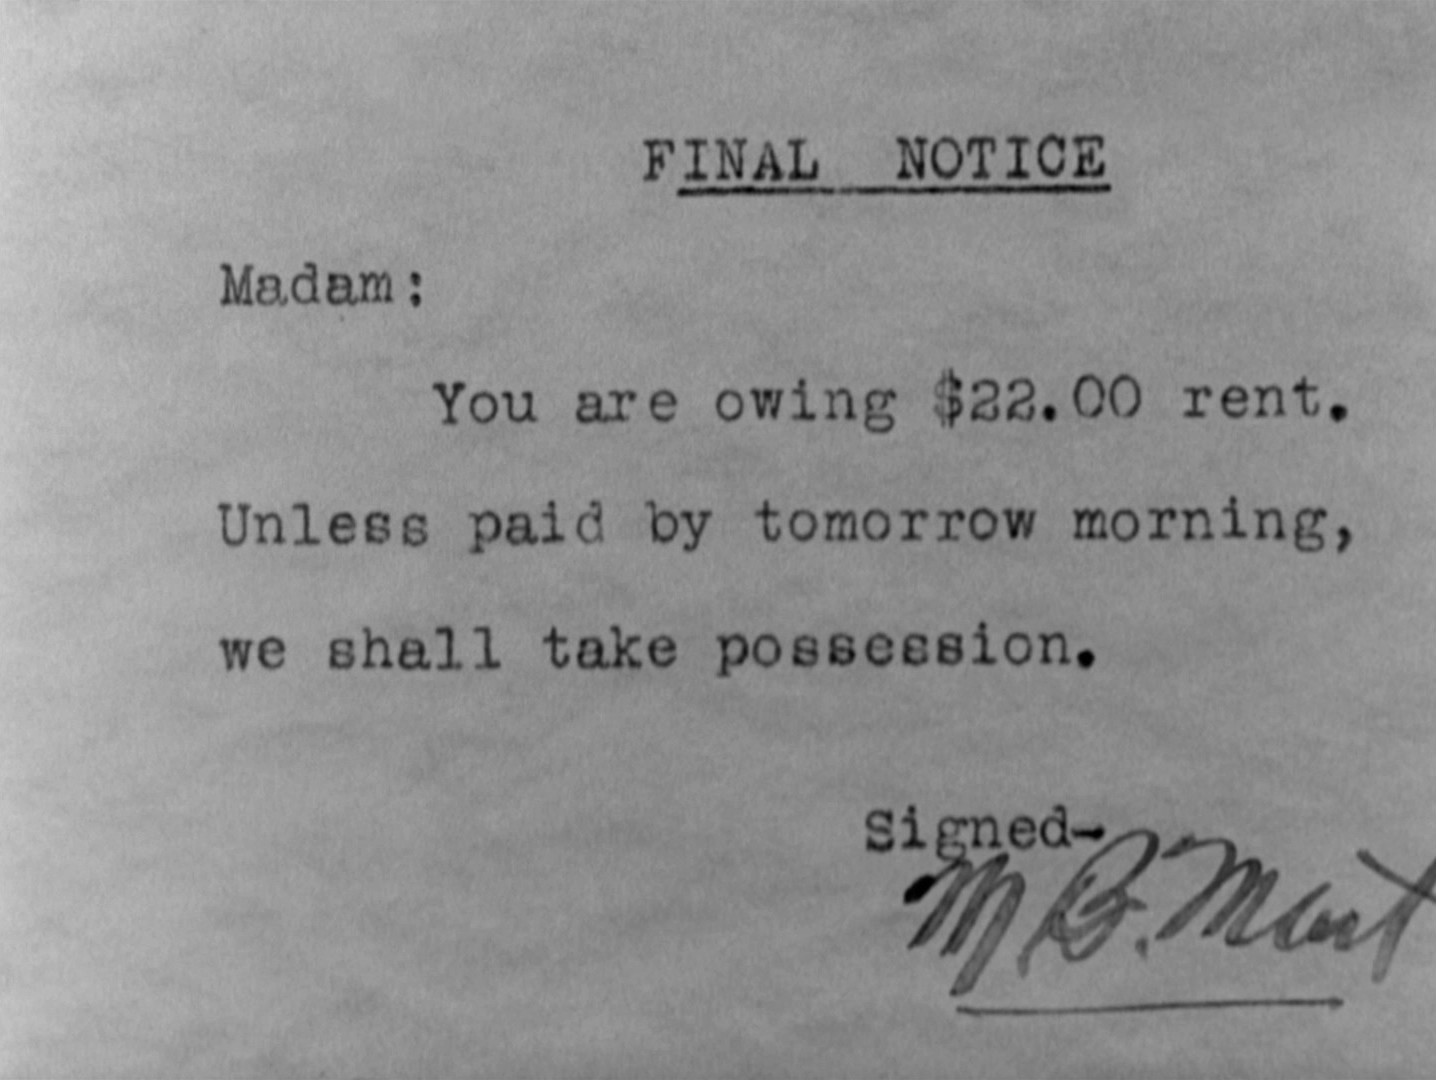 FINAL NOTICE
Madam:
You are owing $22.00 rent.
Unless paid by tomorrow morning,
we shall take possession.
Signed-
M B. Mort